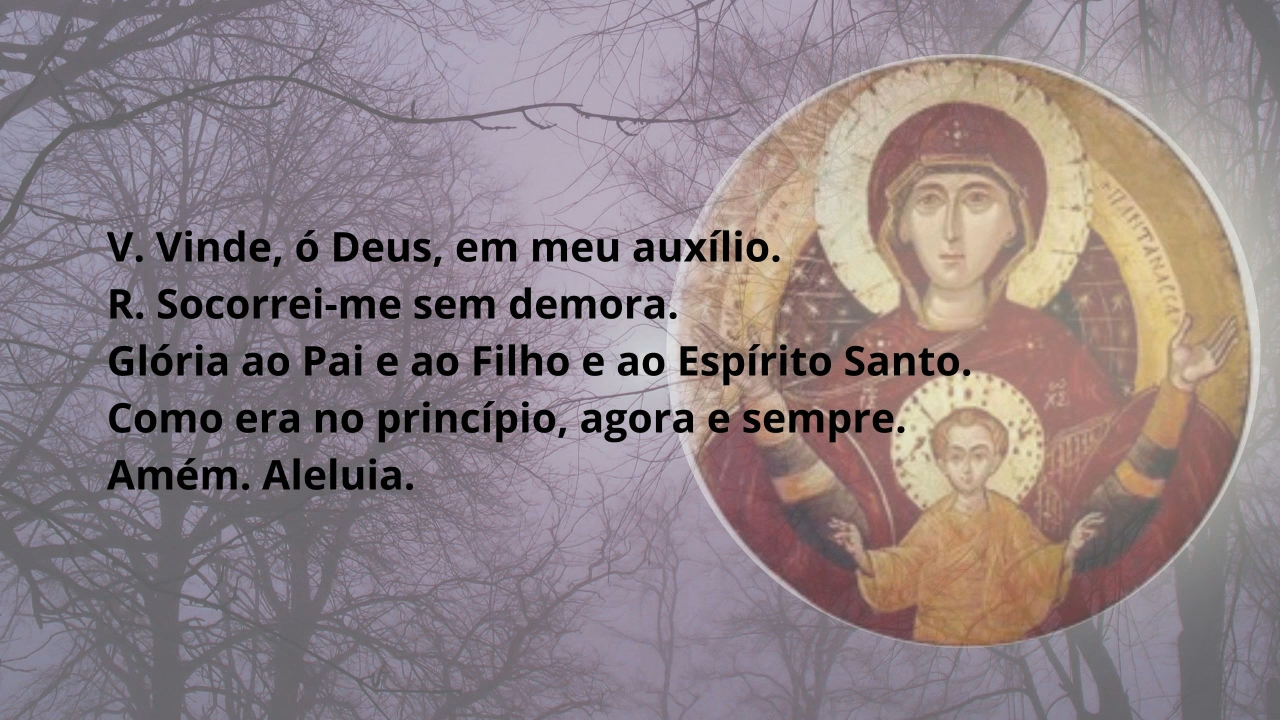 V. Vinde, ó Deus, em meu auxílio.
R. Socorrei-me sem demora.
Glória ao Pai e ao Filho e ao Espírito Santo.
Como era no princípio, agora e sempre.
Amém. Aleluia.